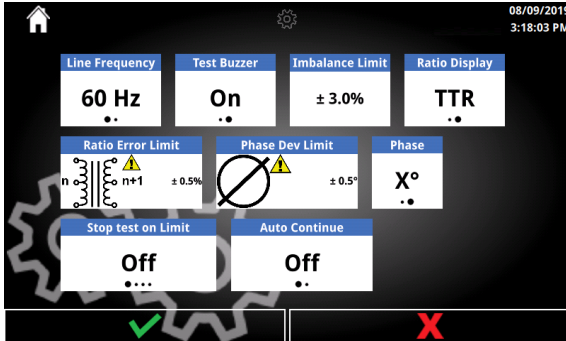 08/09/2019
3:18:03 PM
Line Frequency
Test Buzzer
Imbalance Limit
Ratio Display
60 Hz
On
± 3.0%
TTR
Ratio Error Limit
Phase Dev Limit
Phase
n n+1 ± 0.5%
± 0.5°
X°
Stop test on Limit
Auto Continue
Off
Off